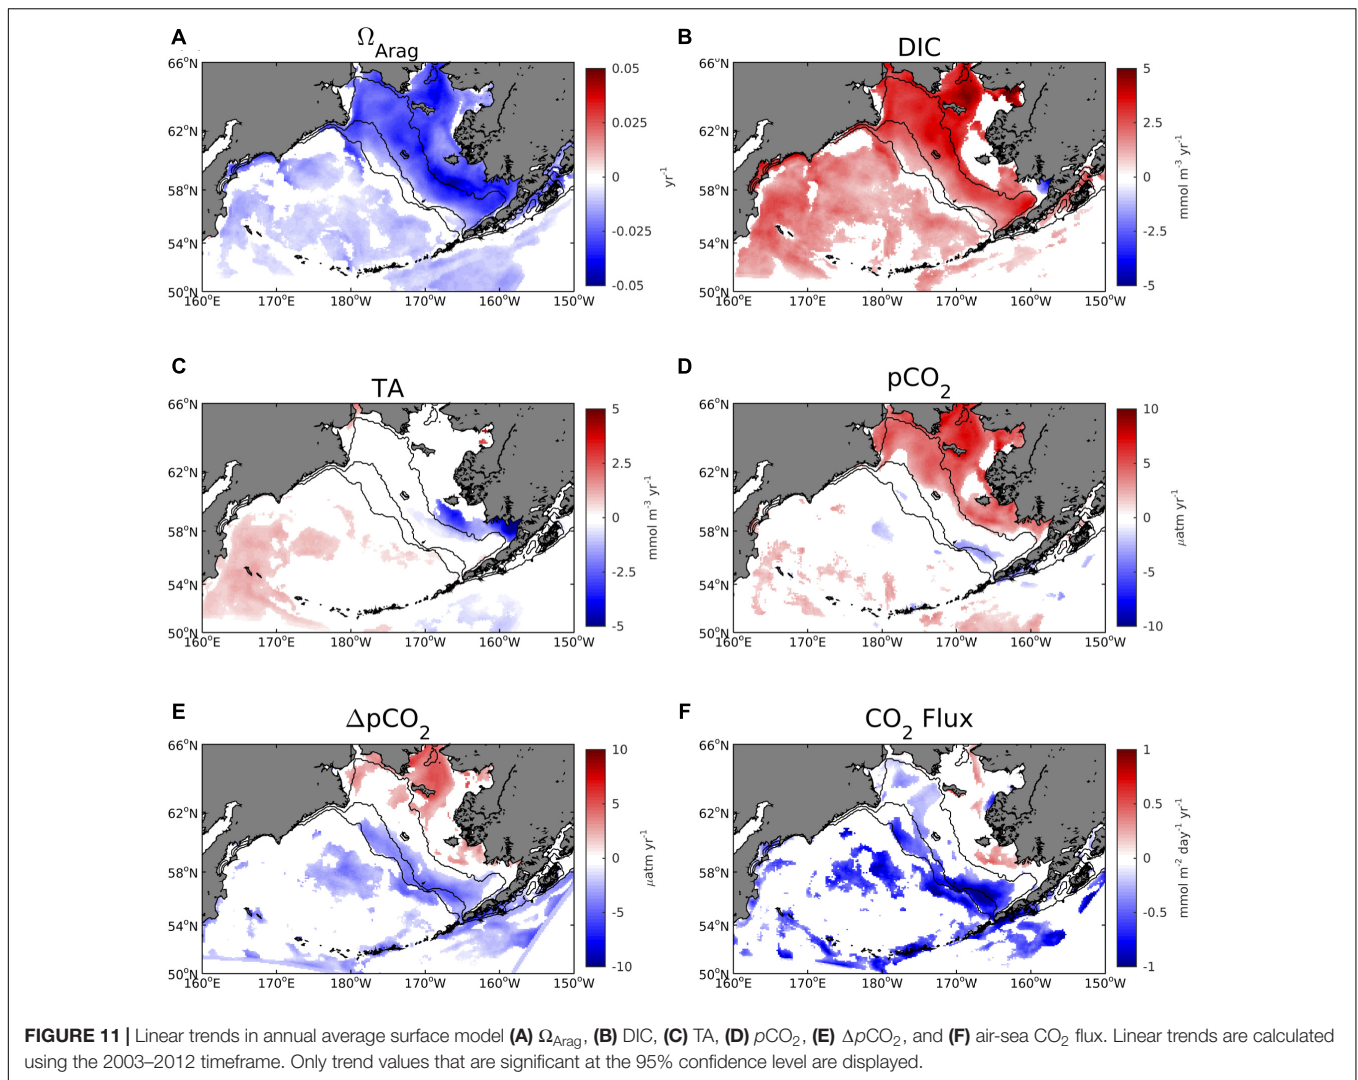 A
Ω Arag
66°N
62°N
58°N
54°N
50°N
160°E 170°E 180°W 170°W 160°W 150°W
0.05
0.025
0
-0.025
-0.05
yr-1
B
DIC
66°N
62°N
58°N
54°N
50°N
160°E 170°E 180°W 170°W 160°W 150°W
5
2.5
0
-2.5
-5
mmol m-3 yr-1
C
TA
66°N
62°N
58°N
54°N
50°N
160°E 170°E 180°W 170°W 160°W 150°W
5
2.5
0
-2.5
-5
mmol m-3 yr-1
D
pCO2
66°N
62°N
58°N
54°N
50°N
160°E 170°E 180°W 170°W 160°W 150°W
10
5
0
-5
-10
μatm yr-1
E
ΔpCO2
66°N
62°N
58°N
54°N
50°N
160°E 170°E 180°W 170°W 160°W 150°W
10
5
0
-5
-10
μatm yr-1
F
CO2 Flux
66°N
62°N
58°N
54°N
50°N
160°E 170°E 180°W 170°W 160°W 150°W
1
0.5
0
-0.5
-1
mmol m-2 day-1 yr-1
FIGURE 11 | Linear trends in annual average surface model (A) ΩArag, (B) DIC, (C) TA, (D) pCO2, (E) ΔpCO2, and (F) air-sea CO2 flux. Linear trends are calculated
using the 2003–2012 timeframe. Only trend values that are significant at the 95% confidence level are displayed.